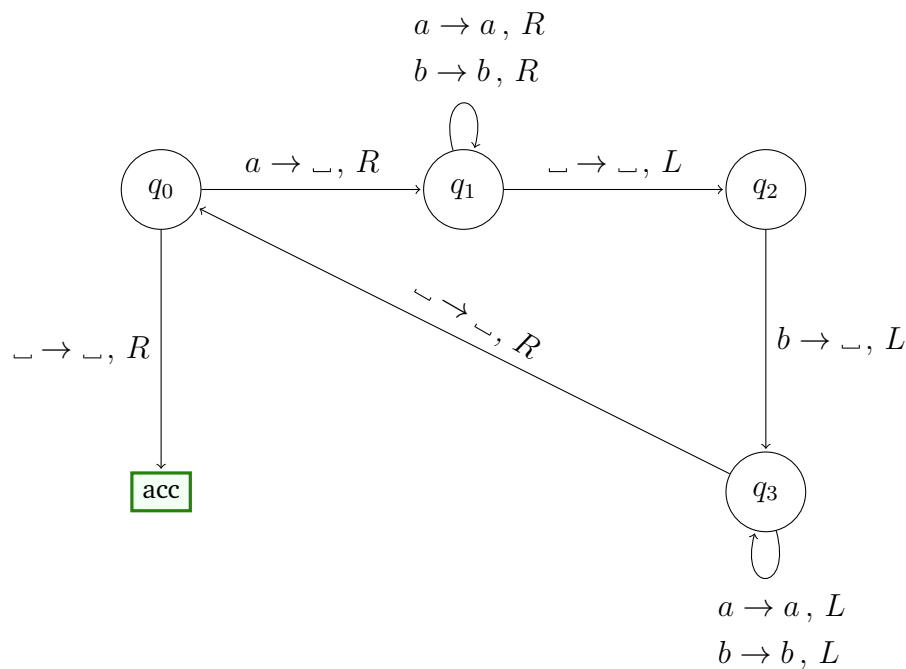 a → a , R
b → b , R
a → ␣ , R
␣ → ␣ , L
q₀
q₁
q₂
␣ → ␣ , R
␣ → ␣ , R
b → ␣ , L
acc
q₃
a → a , L
b → b , L